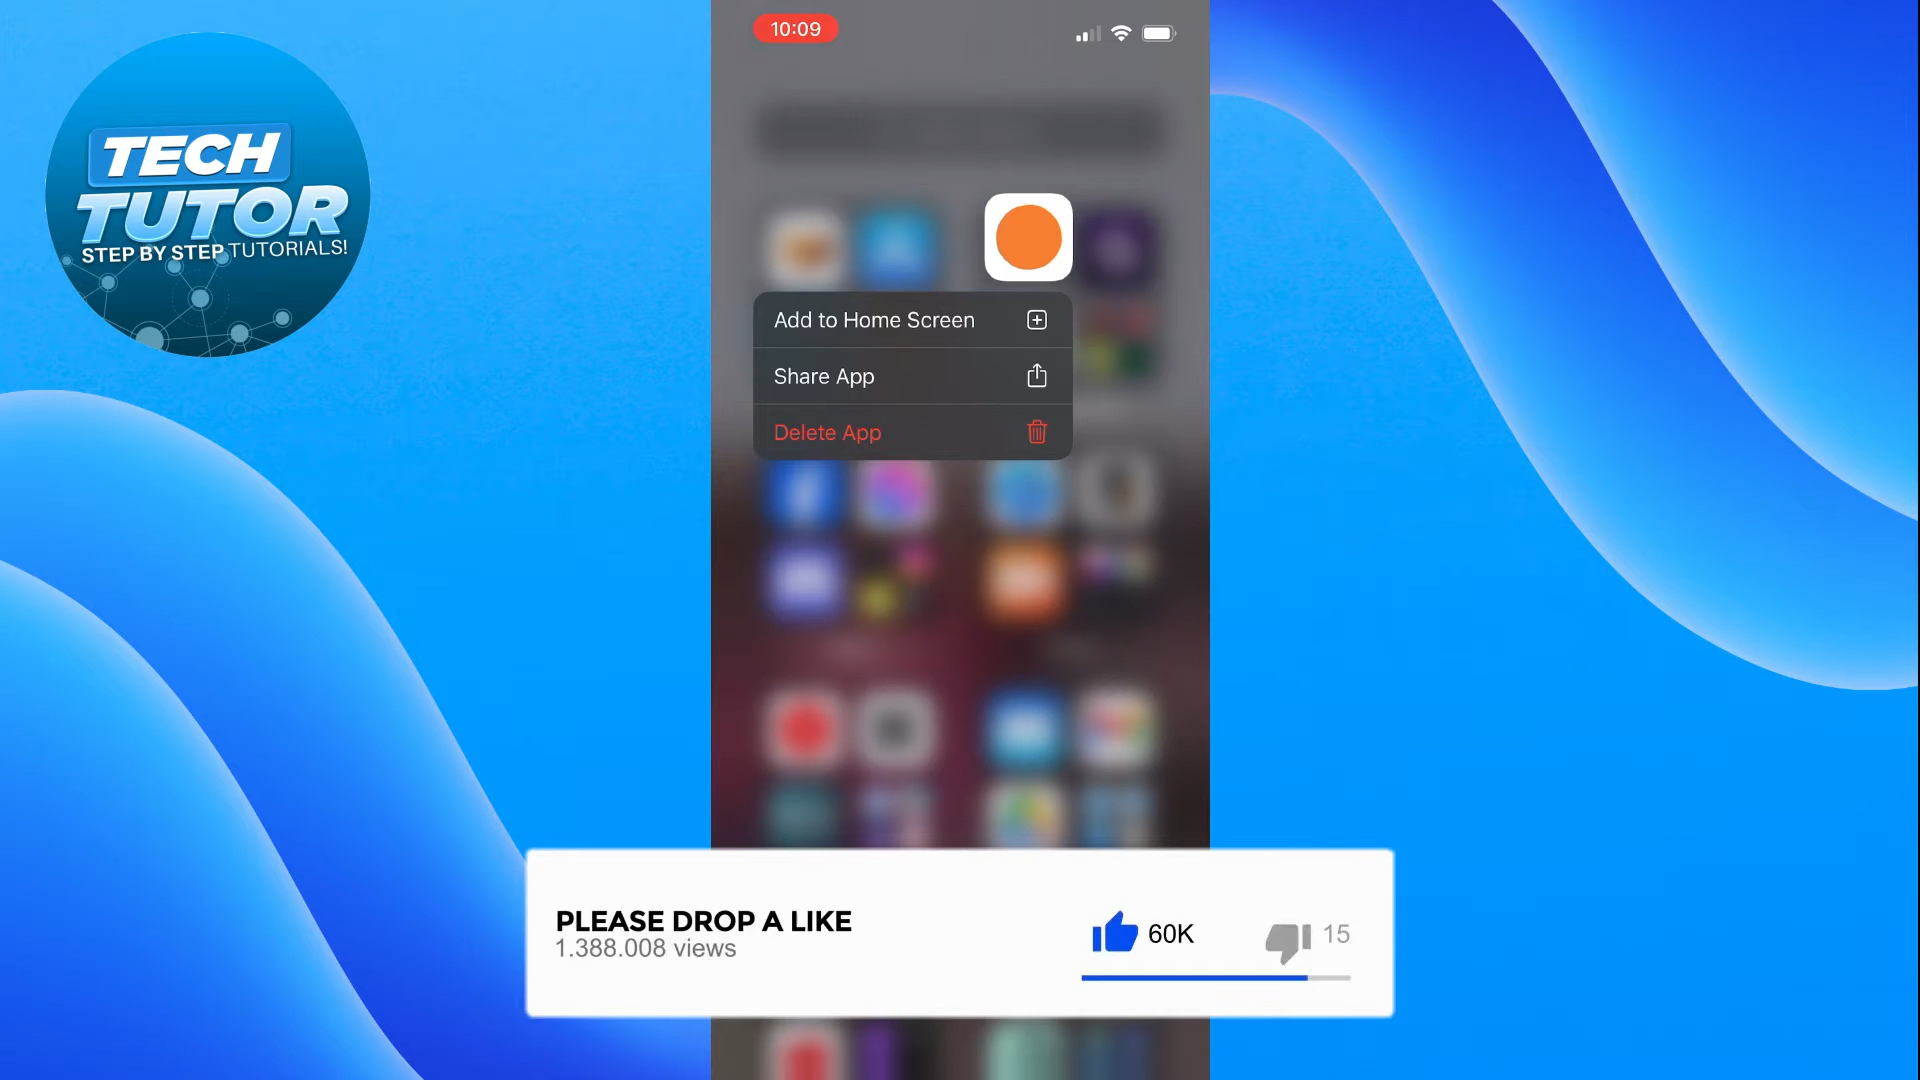 TECH
TUTOR
STEP BY STEP TUTORIALS!
10:09
Add to Home Screen
Share App
Delete App
PLEASE DROP A LIKE
1.388.008 views
60K
15